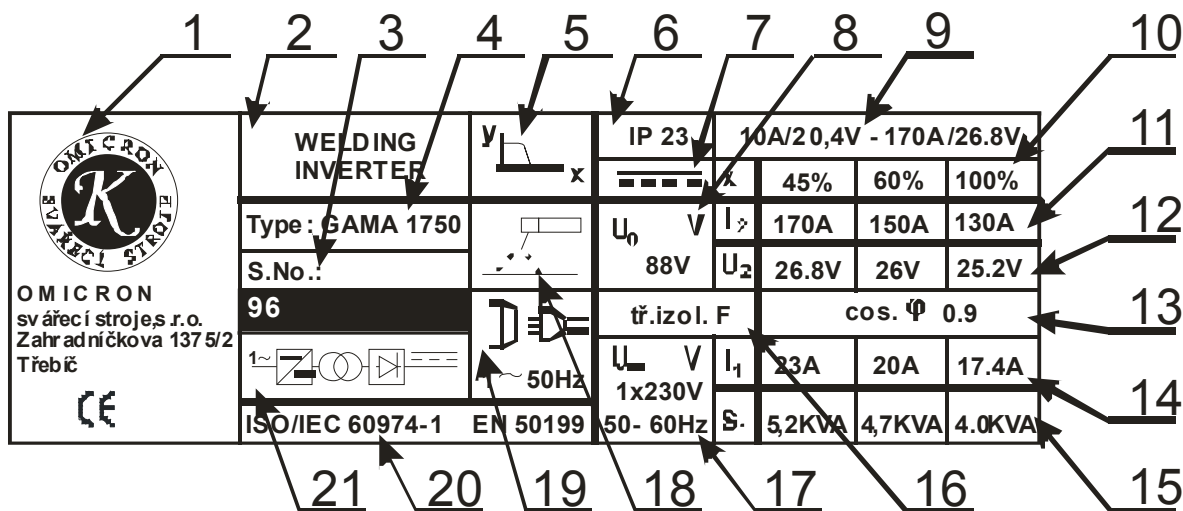 1 2 3 4 5 6 7 8 9 10
11
12
13
14
15
16
17
18
19
20
21
OMICRON
K
SVÁŘECÍ STROJE
OMICRON
svářecí stroje,s.r.o.
Zahradníčkova 1375/2
Třebíč
CE
WELDING
INVERTER
Type: GAMA 1750
S.No.:
96
1~
ISO/IEC 60974-1 EN 50199
y
x
~ 50Hz
IP 23
10A/20,4V - 170A/26.8V
X 45% 60% 100%
U0 V
88V
I2 170A 150A 130A
U2 26.8V 26V 25.2V
tř.izol. F
cos. φ 0.9
V
1x230V
50- 60Hz
I1 23A 20A 17.4A
S. 5,2KVA 4,7KVA 4.0KVA